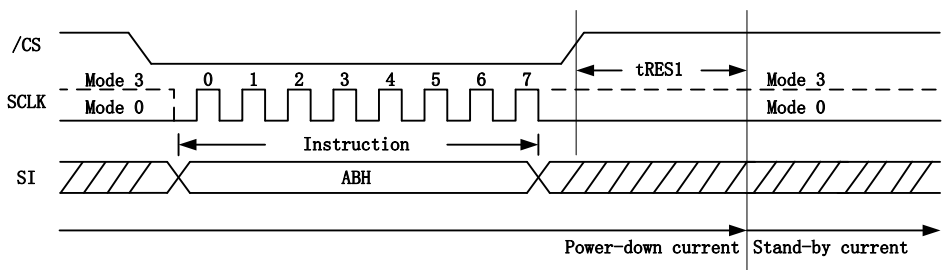 /CS
tRES1
Mode 3 0 1 2 3 4 5 6 7 Mode 3
SCLK
Mode 0 Mode 0
Instruction
SI ABH
Power-down current Stand-by current